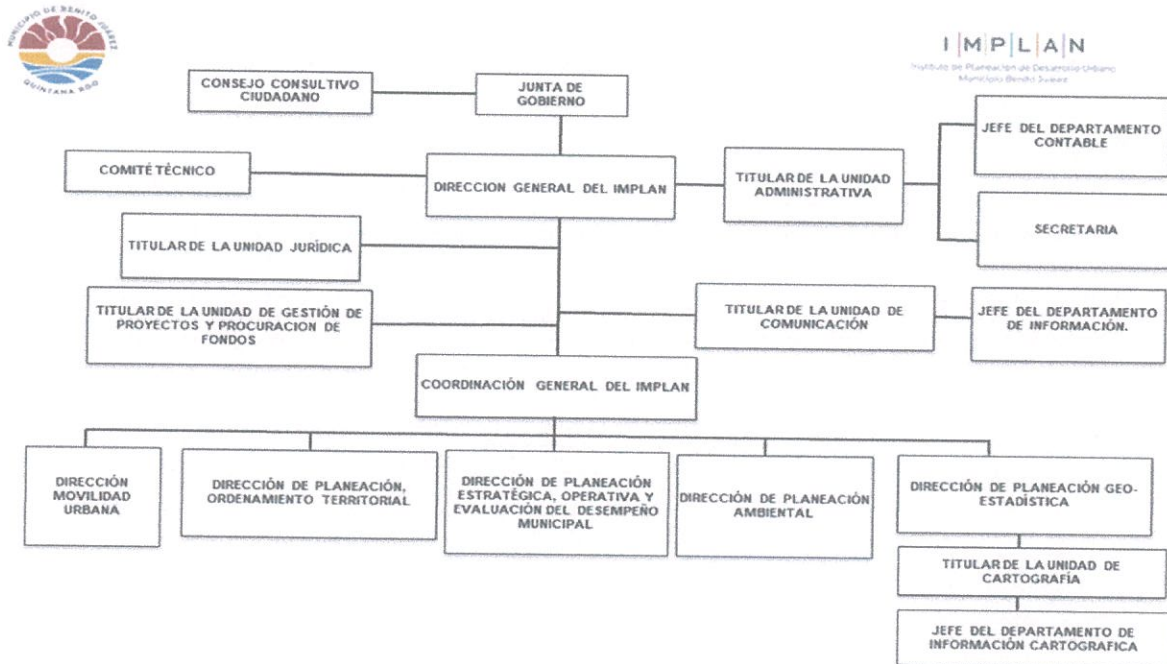 MUNICIPIO DE BENITO JUÁREZ
QUINTANA ROO
I|M|P|L|A|N
Instituto de Planeación de Desarrollo Urbano
Municipio Benito Juárez
CONSEJO CONSULTIVO
CIUDADANO
JUNTA DE
GOBIERNO
JEFE DEL DEPARTAMENTO
CONTABLE
COMITÉ TÉCNICO
DIRECCION GENERAL DEL IMPLAN
TITULAR DE LA UNIDAD
ADMINISTRATIVA
SECRETARIA
TITULAR DE LA UNIDAD JURÍDICA
TITULAR DE LA UNIDAD DE GESTIÓN DE
PROYECTOS Y PROCURACION DE
FONDOS
TITULAR DE LA UNIDAD DE
COMUNICACIÓN
JEFE DEL DEPARTAMENTO
DE INFORMACIÓN.
COORDINACIÓN GENERAL DEL IMPLAN
DIRECCIÓN
MOVILIDAD
URBANA
DIRECCIÓN DE PLANEACIÓN,
ORDENAMIENTO TERRITORIAL
DIRECCIÓN DE PLANEACIÓN
ESTRATÉGICA, OPERATIVA Y
EVALUACIÓN DEL DESEMPEÑO
MUNICIPAL
DIRECCIÓN DE PLANEACIÓN
AMBIENTAL
DIRECCIÓN DE PLANEACIÓN GEO-
ESTADÍSTICA
TITULAR DE LA UNIDAD DE
CARTOGRAFÍA
JEFE DEL DEPARTAMENTO DE
INFORMACIÓN CARTOGRAFICA